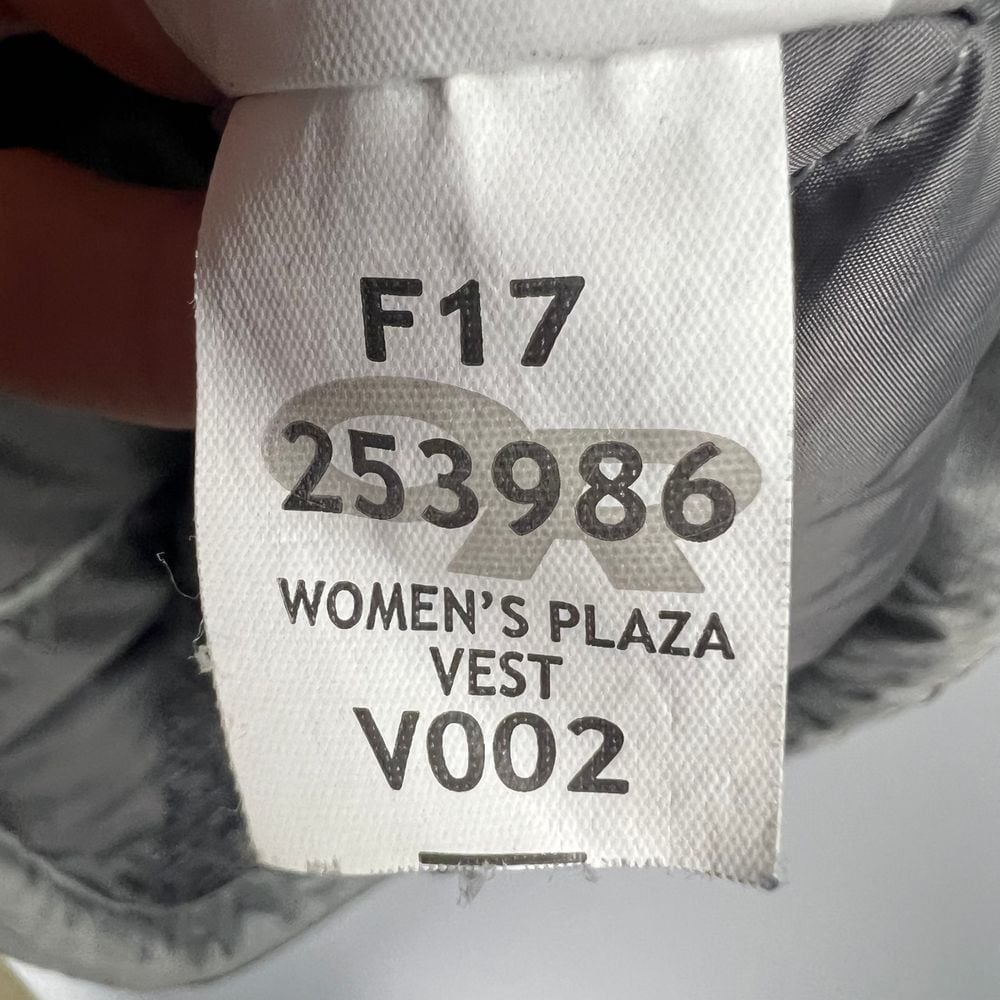 F17
253986
WOMEN'S PLAZA
VEST
V002